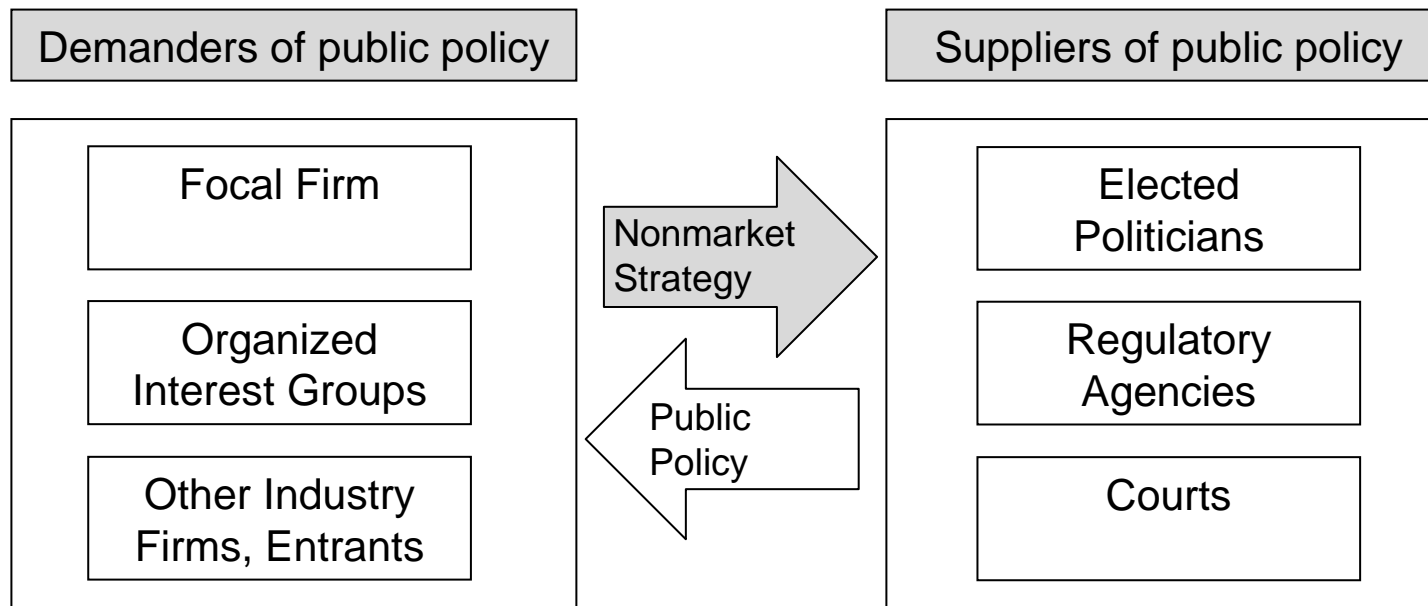 Demanders of public policy
Suppliers of public policy
Focal Firm
Organized
Interest Groups
Other Industry
Firms, Entrants
Nonmarket
Strategy
Public
Policy
Elected
Politicians
Regulatory
Agencies
Courts